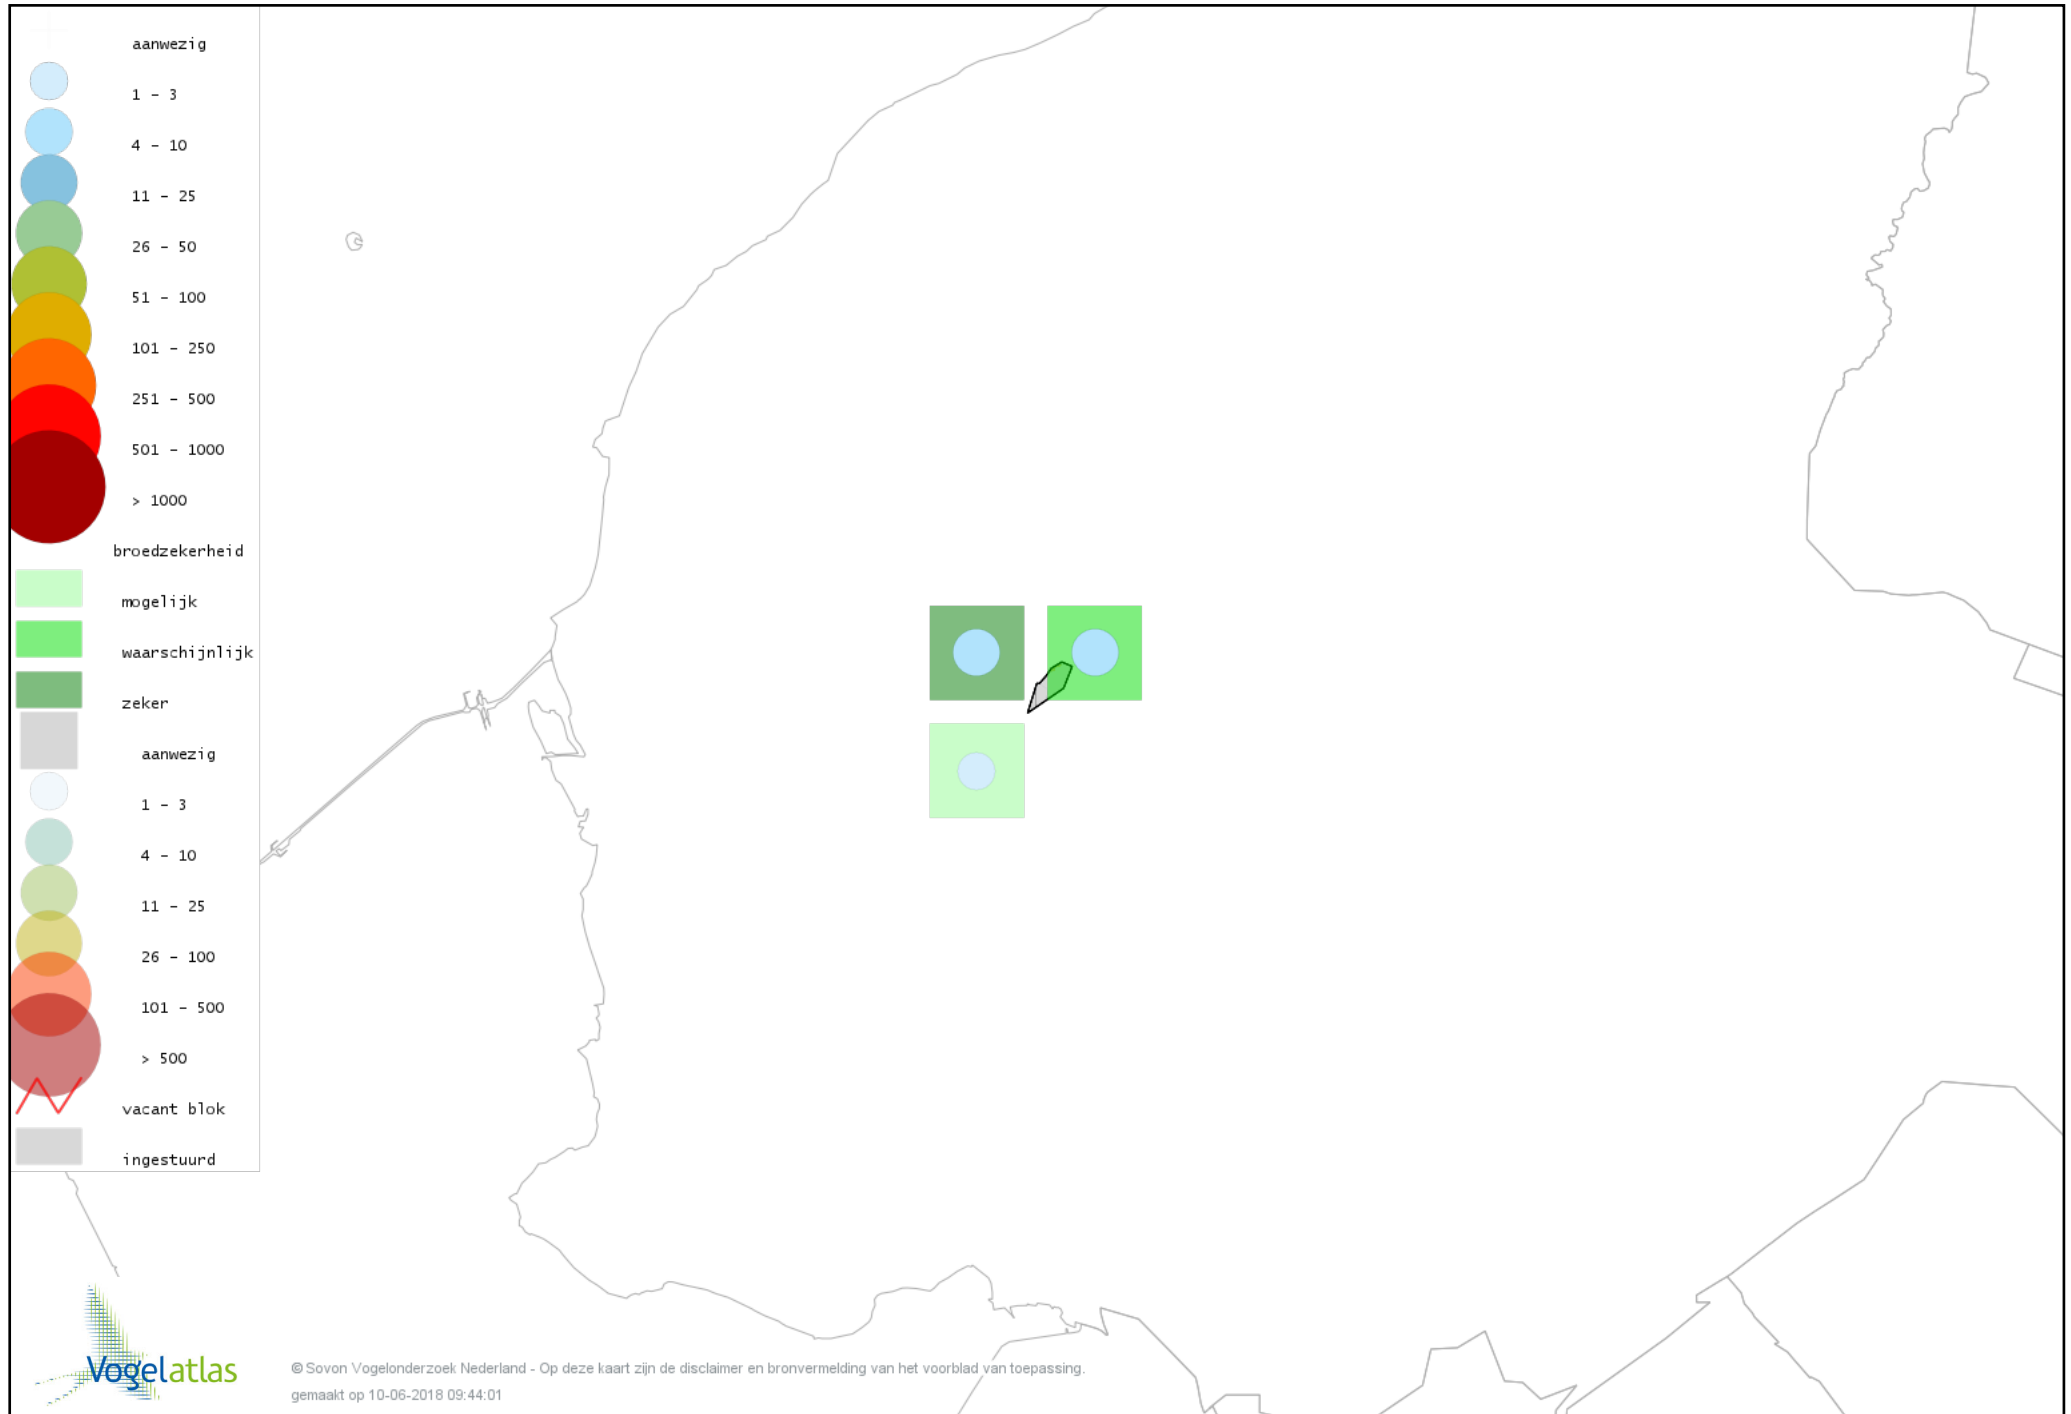 aanwezig
1 - 3
4 - 10
11 - 25
26 - 50
51 - 100
101 - 250
251 - 500
501 - 1000
> 1000
broedzekerheid
mogelijk
waarschijnlijk
zeker
aanwezig
1 - 3
4 - 10
11 - 25
26 - 100
101 - 500
> 500
vacant blok
ingestuurd
Vogelatlas
© Sovon Vogelonderzoek Nederland - Op deze kaart zijn de disclaimer en bronvermelding van het voorblad van toepassing.
gemaakt op 10-06-2018 09:44:01